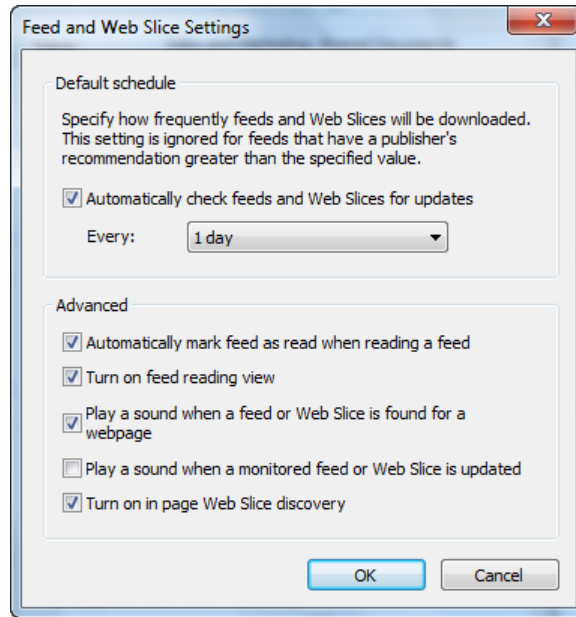 Feed and Web Slice Settings
Default schedule
Specify how frequently feeds and Web Slices will be downloaded.
This setting is ignored for feeds that have a publisher's
recommendation greater than the specified value.
Automatically check feeds and Web Slices for updates
Every: 1 day
Advanced
Automatically mark feed as read when reading a feed
Turn on feed reading view
Play a sound when a feed or Web Slice is found for a
webpage
Play a sound when a monitored feed or Web Slice is updated
Turn on in page Web Slice discovery
OK Cancel